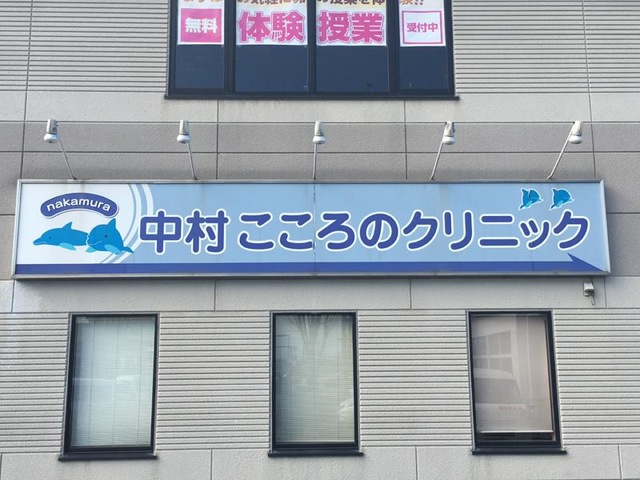 無料
体験授業
受付中
nakamura
中村こころのクリニック